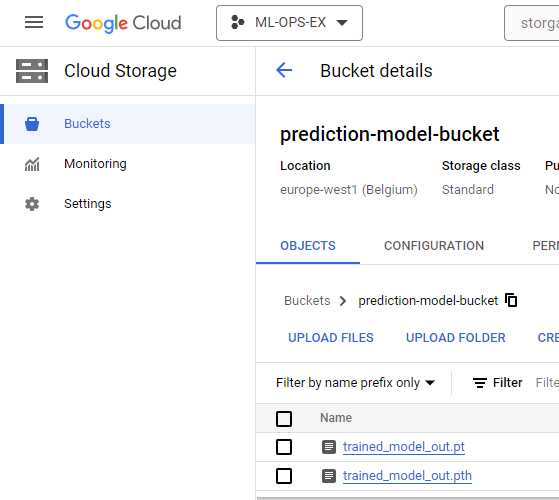 Google Cloud
ML-OPS-EX
storga
Cloud Storage
Bucket details
Buckets
Monitoring
Settings
prediction-model-bucket
Location
Storage class
Pu
europe-west1 (Belgium)
Standard
No
OBJECTS
CONFIGURATION
PERM
Buckets
prediction-model-bucket
UPLOAD FILES
UPLOAD FOLDER
CRE
Filter by name prefix only
Filter
Filte
Name
trained_model_out.pt
trained_model_out.pth